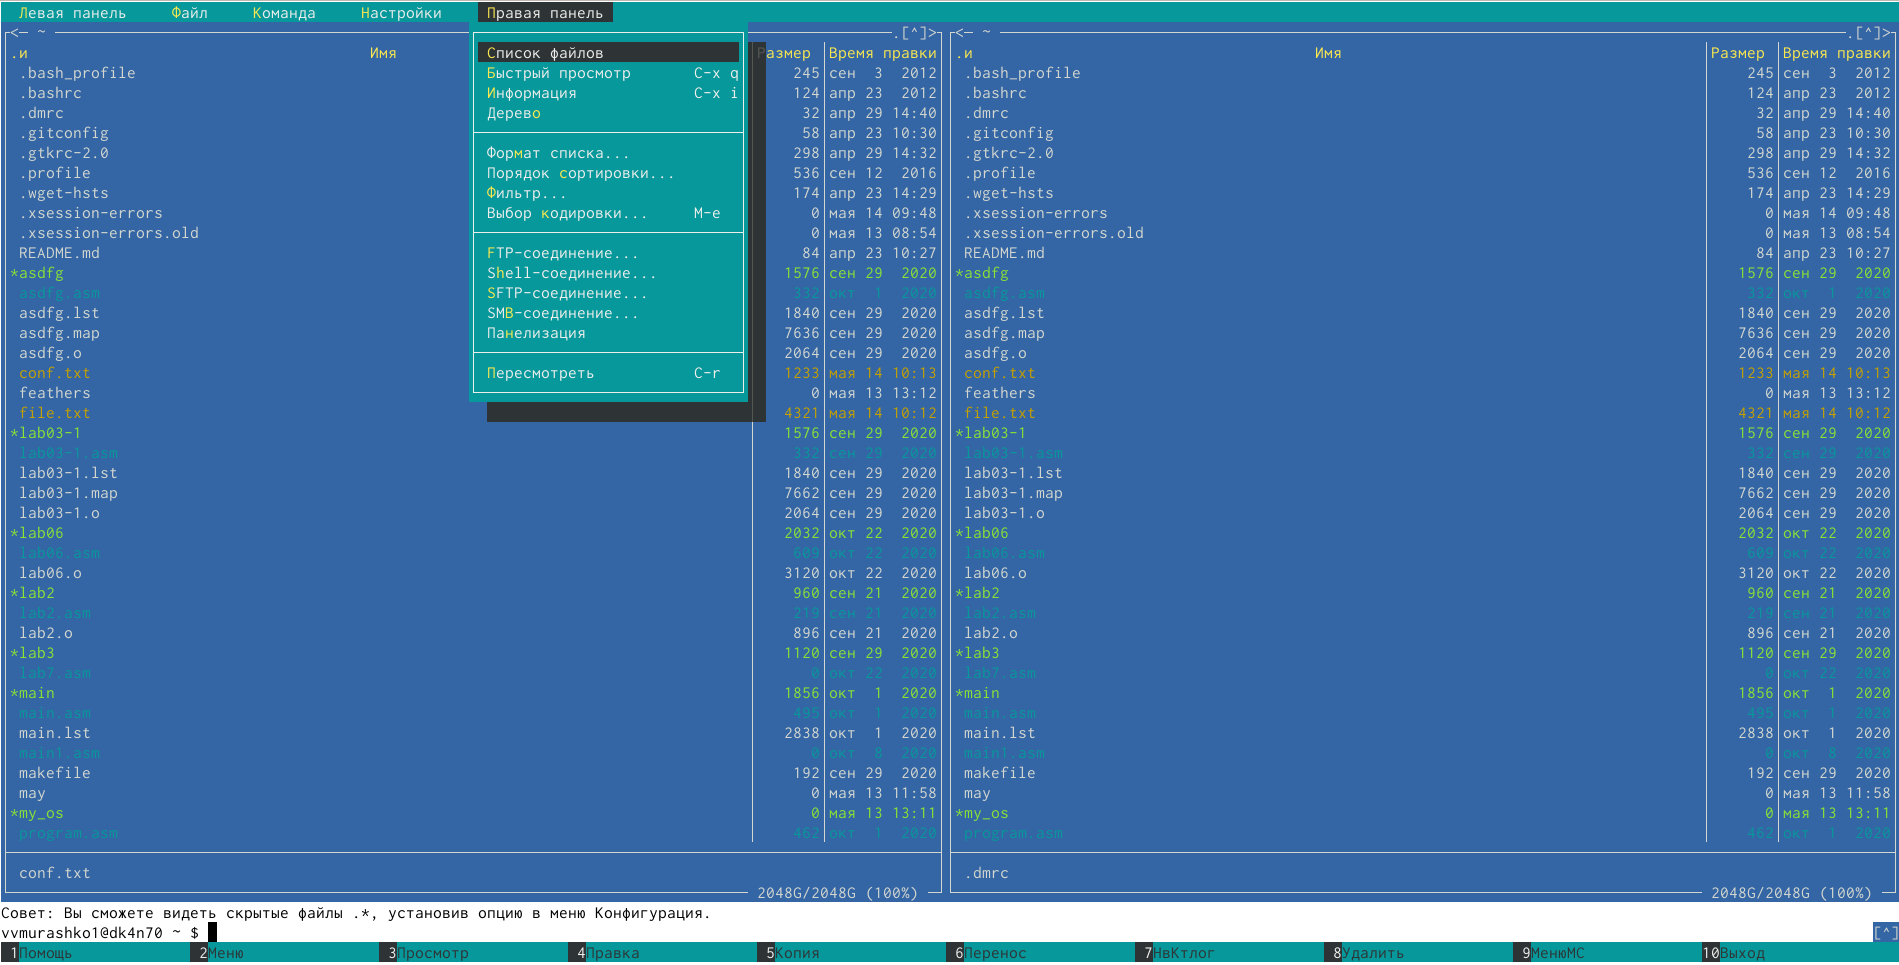 Левая панель Файл Команда Настройки Правая панель
<─ ~ .[^]> <─ ~ .[^]>
.и Имя Размер Время правки .и Имя Размер Время правки
Список файлов
Быстрый просмотр C-x q
Информация C-x i
Дерево
Формат списка...
Порядок сортировки...
Фильтр...
Выбор кодировки... M-e
FTP-соединение...
Shell-соединение...
SFTP-соединение...
SMB-соединение...
Панелизация
Пересмотреть C-r
.bash_profile 245 сен 3 2012 .bash_profile 245 сен 3 2012
.bashrc 124 апр 23 2012 .bashrc 124 апр 23 2012
.dmrc 32 апр 29 14:40 .dmrc 32 апр 29 14:40
.gitconfig 58 апр 23 10:30 .gitconfig 58 апр 23 10:30
.gtkrc-2.0 298 апр 29 14:32 .gtkrc-2.0 298 апр 29 14:32
.profile 536 сен 12 2016 .profile 536 сен 12 2016
.wget-hsts 174 апр 23 14:29 .wget-hsts 174 апр 23 14:29
.xsession-errors 0 мая 14 09:48 .xsession-errors 0 мая 14 09:48
.xsession-errors.old 0 мая 13 08:54 .xsession-errors.old 0 мая 13 08:54
README.md 84 апр 23 10:27 README.md 84 апр 23 10:27
*asdfg 1576 сен 29 2020 *asdfg 1576 сен 29 2020
asdfg.asm 332 окт 1 2020 asdfg.asm 332 окт 1 2020
asdfg.lst 1840 сен 29 2020 asdfg.lst 1840 сен 29 2020
asdfg.map 7636 сен 29 2020 asdfg.map 7636 сен 29 2020
asdfg.o 2064 сен 29 2020 asdfg.o 2064 сен 29 2020
conf.txt 1233 мая 14 10:13 conf.txt 1233 мая 14 10:13
feathers 0 мая 13 13:12 feathers 0 мая 13 13:12
file.txt 4321 мая 14 10:12 file.txt 4321 мая 14 10:12
*lab03-1 1576 сен 29 2020 *lab03-1 1576 сен 29 2020
lab03-1.asm 332 сен 29 2020 lab03-1.asm 332 сен 29 2020
lab03-1.lst 1840 сен 29 2020 lab03-1.lst 1840 сен 29 2020
lab03-1.map 7662 сен 29 2020 lab03-1.map 7662 сен 29 2020
lab03-1.o 2064 сен 29 2020 lab03-1.o 2064 сен 29 2020
*lab06 2032 окт 22 2020 *lab06 2032 окт 22 2020
lab06.asm 609 окт 22 2020 lab06.asm 609 окт 22 2020
lab06.o 3120 окт 22 2020 lab06.o 3120 окт 22 2020
*lab2 960 сен 21 2020 *lab2 960 сен 21 2020
lab2.asm 219 сен 21 2020 lab2.asm 219 сен 21 2020
lab2.o 896 сен 21 2020 lab2.o 896 сен 21 2020
*lab3 1120 сен 29 2020 *lab3 1120 сен 29 2020
lab7.asm 0 окт 22 2020 lab7.asm 0 окт 22 2020
*main 1856 окт 1 2020 *main 1856 окт 1 2020
main.asm 495 окт 1 2020 main.asm 495 окт 1 2020
main.lst 2838 окт 1 2020 main.lst 2838 окт 1 2020
main1.asm 0 окт 8 2020 main1.asm 0 окт 8 2020
makefile 192 сен 29 2020 makefile 192 сен 29 2020
may 0 мая 13 11:58 may 0 мая 13 11:58
*my_os 0 мая 13 13:11 *my_os 0 мая 13 13:11
program.asm 462 окт 1 2020 program.asm 462 окт 1 2020
conf.txt .dmrc
2048G/2048G (100%) 2048G/2048G (100%)
Совет: Вы сможете видеть скрытые файлы .*, установив опцию в меню Конфигурация.
vvmurashko1@dk4n70 ~ $ [^]
1Помощь 2Меню 3Просмотр 4Правка 5Копия 6Перенос 7НвКтлог 8Удалить 9МенюMC 10Выход